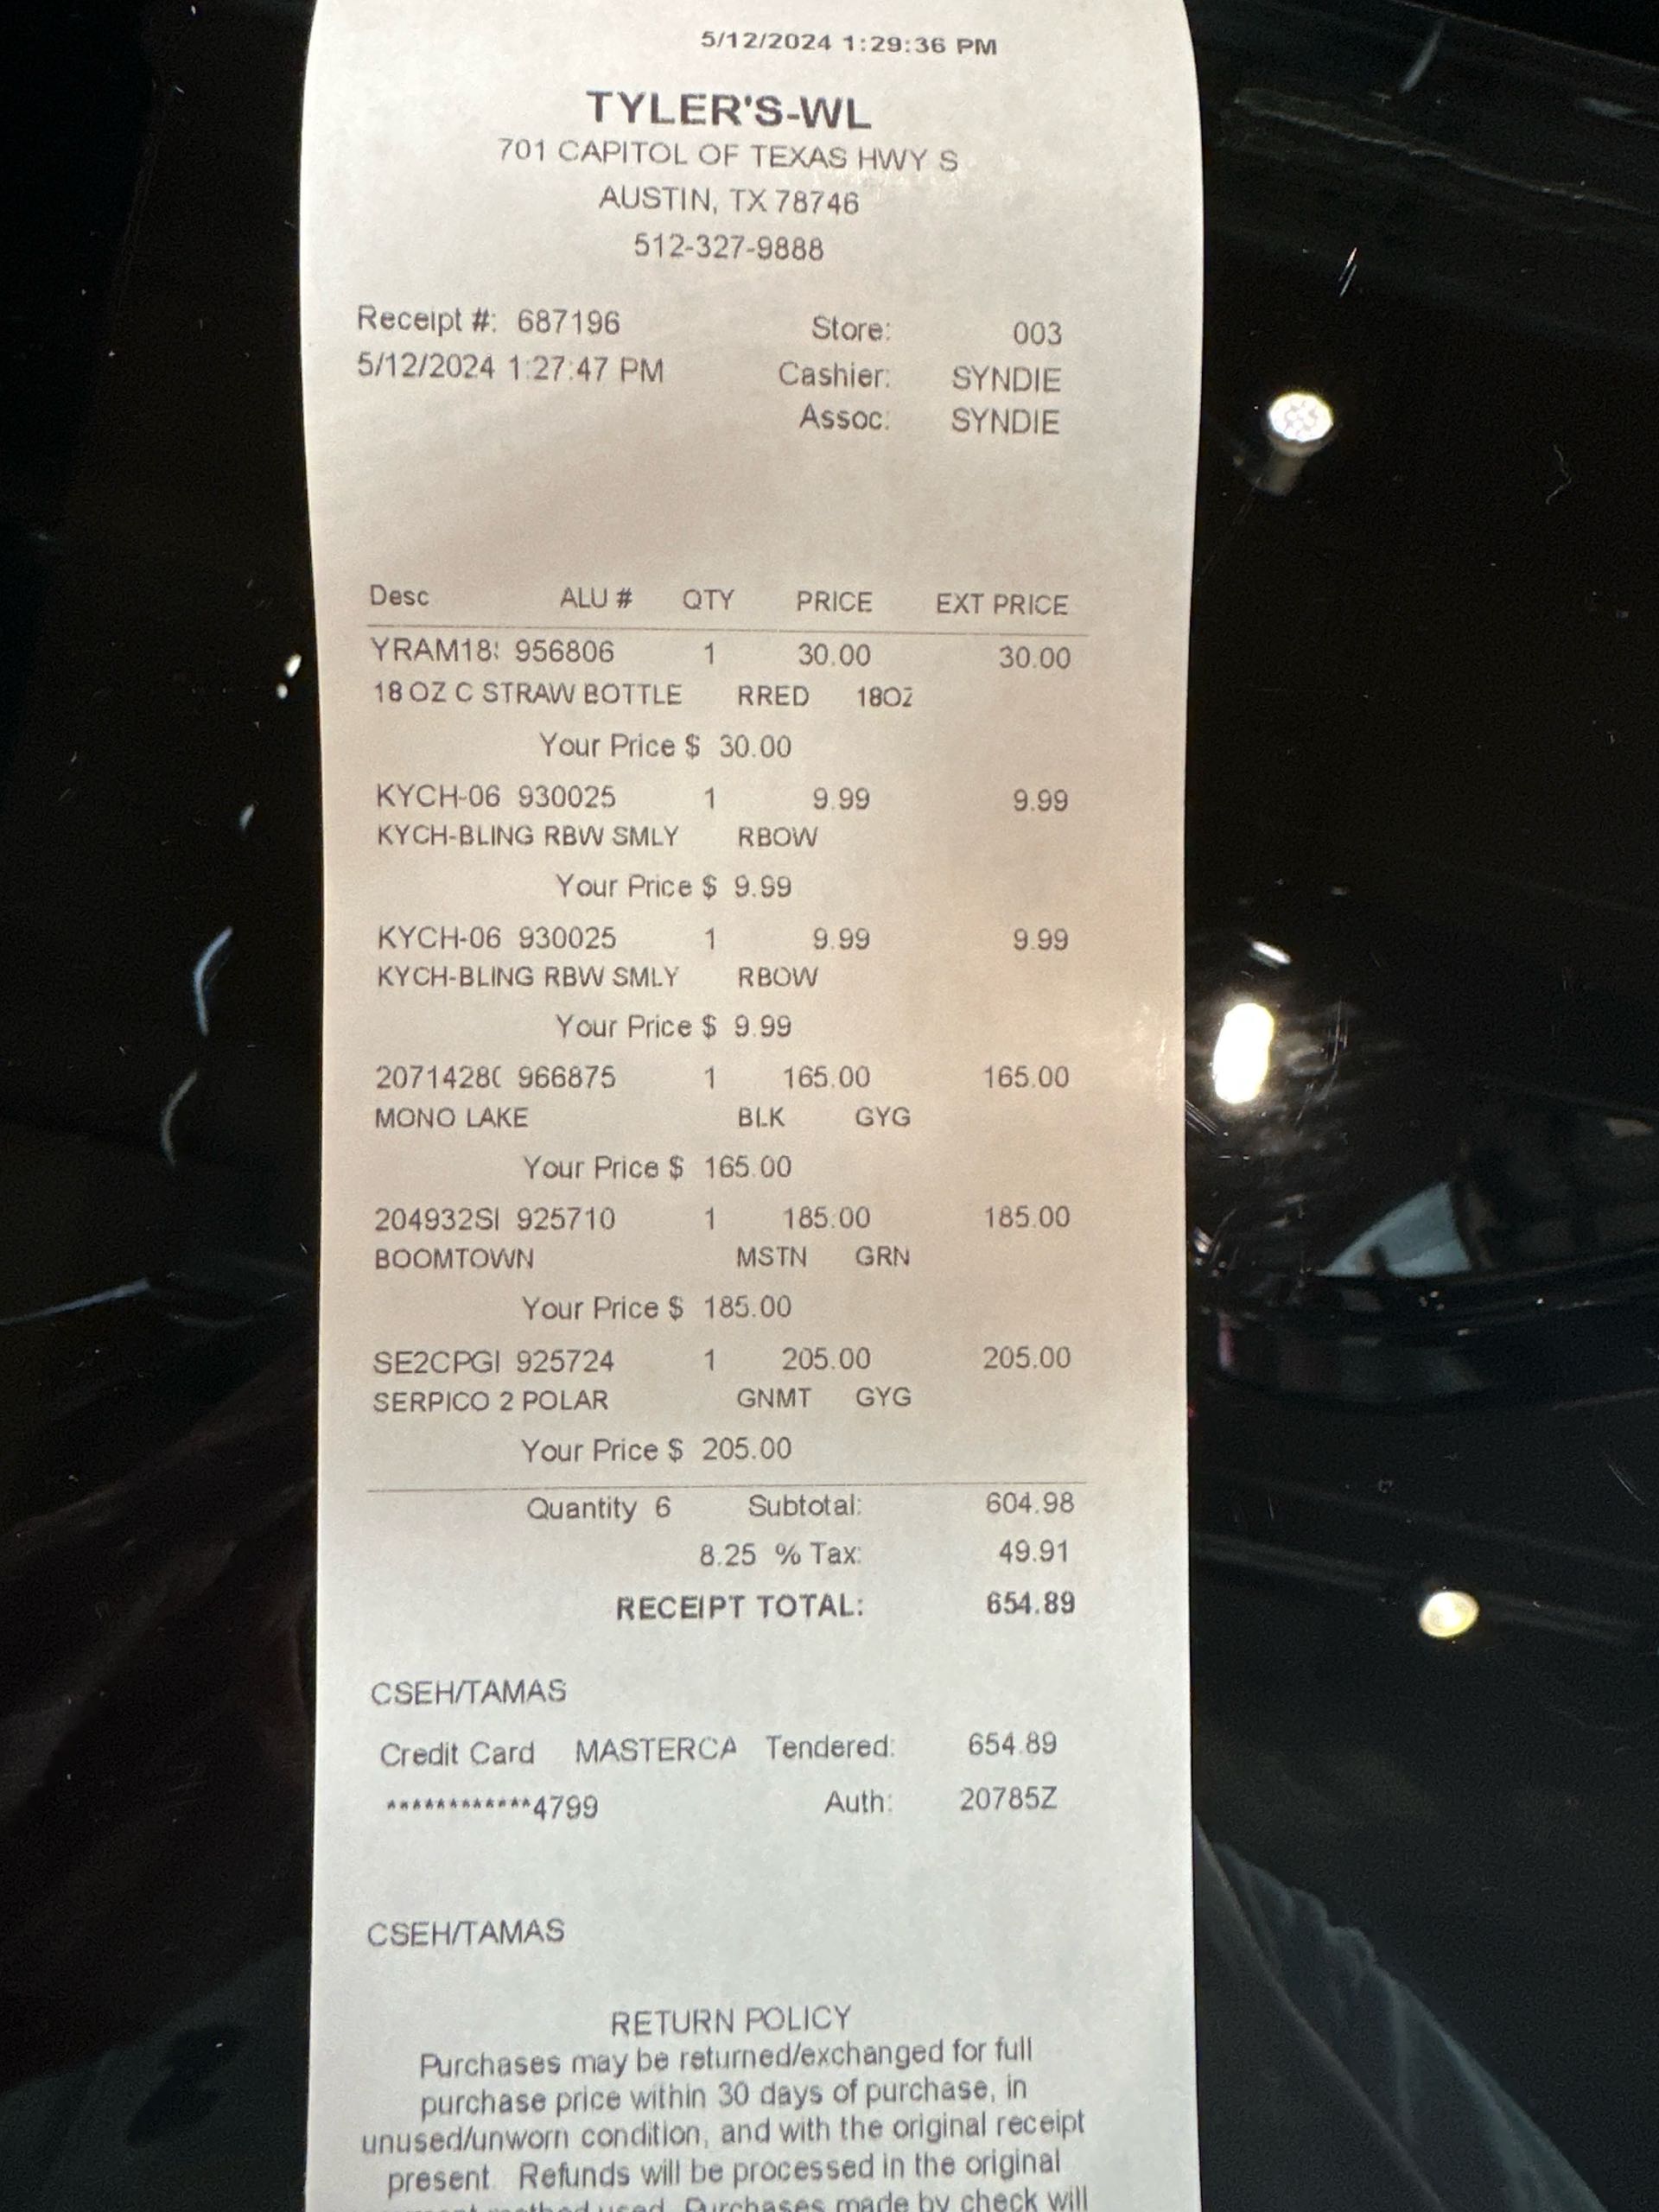 5/12/2024 1:29:36 PM
TYLER'S-WL
701 CAPITOL OF TEXAS HWY S
AUSTIN, TX 78746
512-327-9888
Receipt #: 687196 Store: 003
5/12/2024 1:27:47 PM Cashier: SYNDIE
Assoc: SYNDIE
Desc ALU # QTY PRICE EXT PRICE
YRAM18 956806 1 30.00 30.00
18 OZ C STRAW BOTTLE RRED 18OZ
Your Price $ 30.00
KYCH-06 930025 1 9.99 9.99
KYCH-BLING RBW SMLY RBOW
Your Price $ 9.99
KYCH-06 930025 1 9.99 9.99
KYCH-BLING RBW SMLY RBOW
Your Price $ 9.99
2071428 966875 1 165.00 165.00
MONO LAKE BLK GYG
Your Price $ 165.00
204932S 925710 1 185.00 185.00
BOOMTOWN MSTN GRN
Your Price $ 185.00
SE2CPG 925724 1 205.00 205.00
SERPICO 2 POLAR GNMT GYG
Your Price $ 205.00
Quantity 6 Subtotal: 604.98
8.25 % Tax: 49.91
RECEIPT TOTAL: 654.89
CSEH/TAMAS
Credit Card MASTERCA Tendered: 654.89
************4799 Auth: 20785Z
CSEH/TAMAS
RETURN POLICY
Purchases may be returned/exchanged for full
purchase price within 30 days of purchase, in
unused/unworn condition, and with the original receipt
present. Refunds will be processed in the original
method used. Purchases made by check will